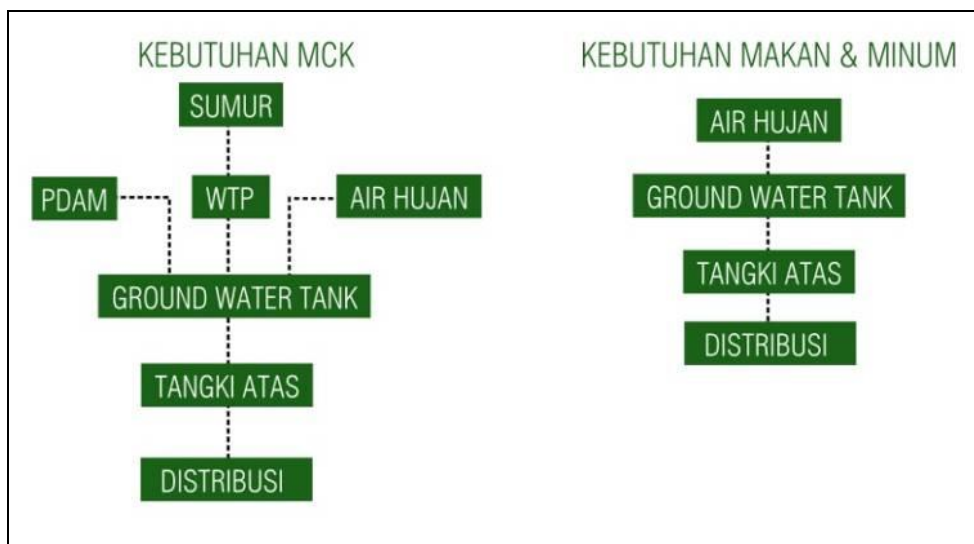 KEBUTUHAN MCK
SUMUR
PDAM
WTP
AIR HUJAN
GROUND WATER TANK
TANGKI ATAS
DISTRIBUSI
KEBUTUHAN MAKAN & MINUM
AIR HUJAN
GROUND WATER TANK
TANGKI ATAS
DISTRIBUSI